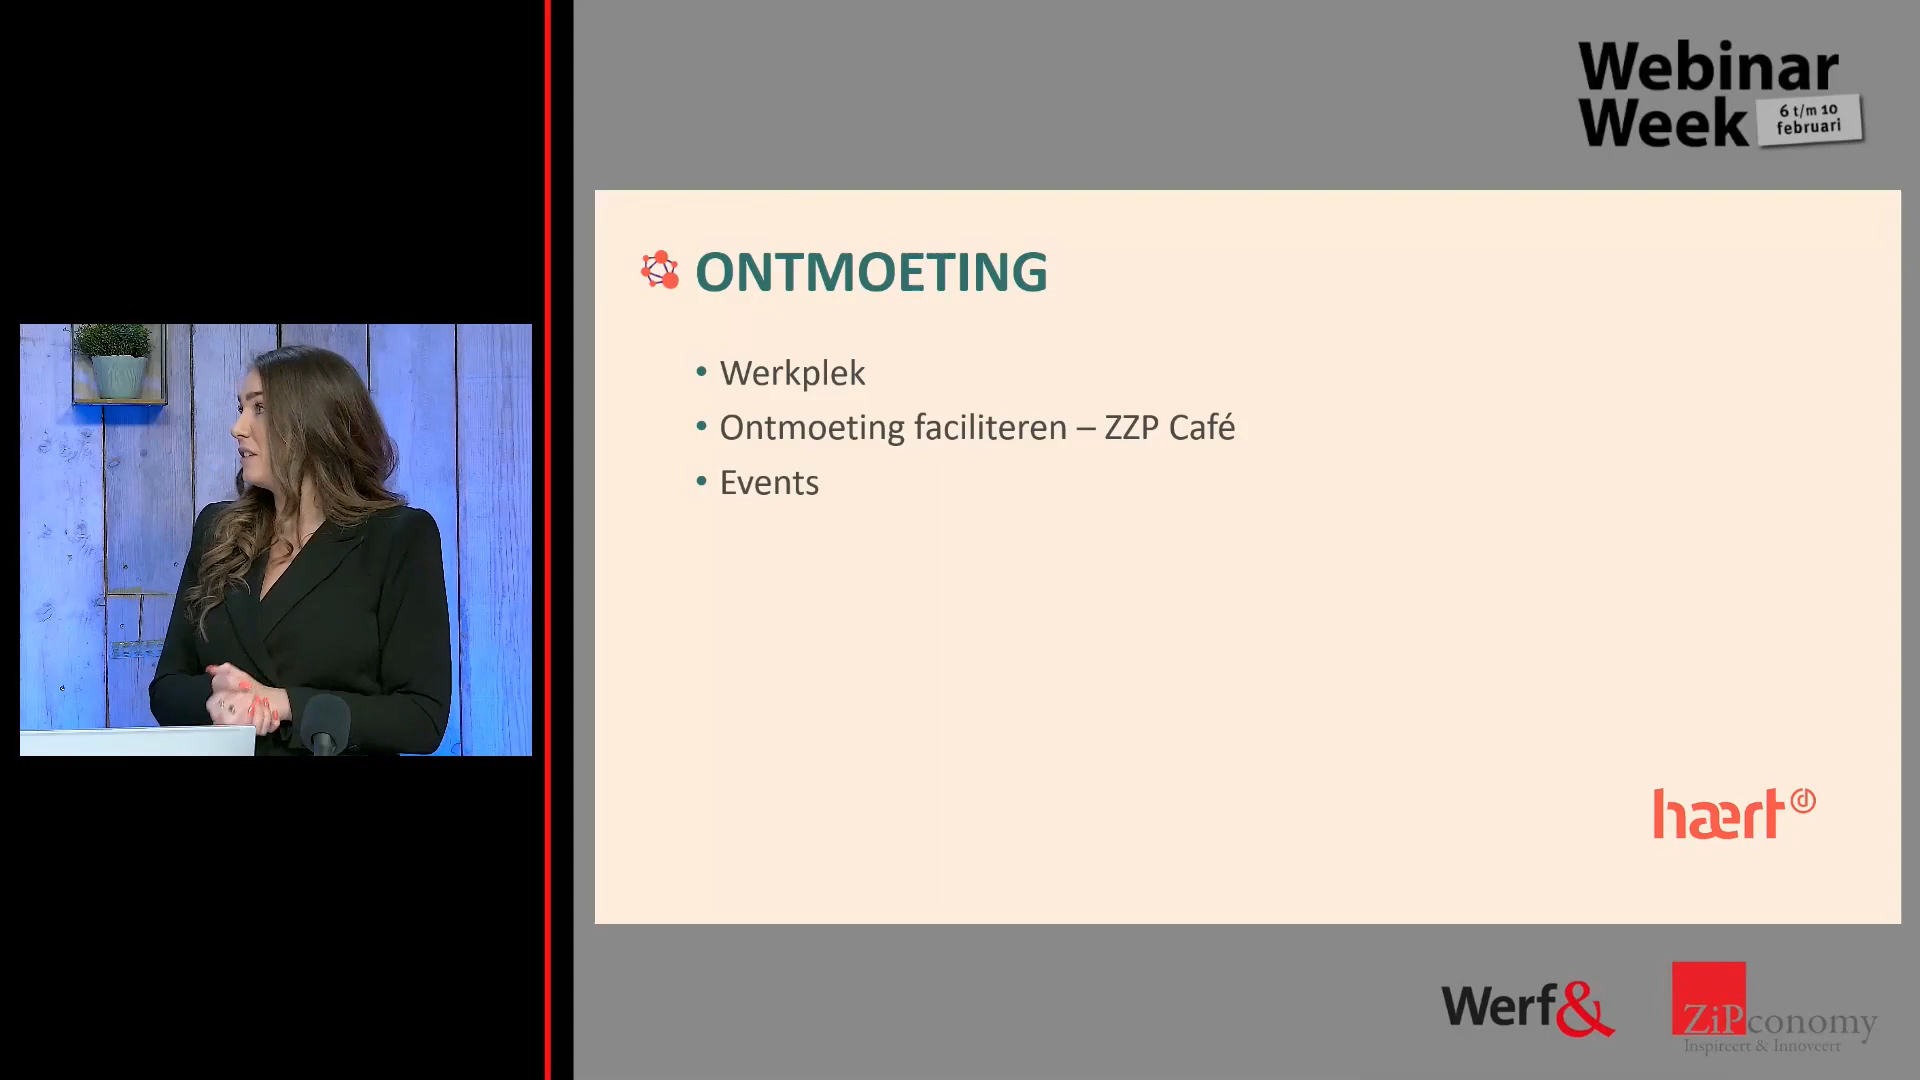 Webinar
Week
6 t/m 10
februari
ONTMOETING
• Werkplek
• Ontmoeting faciliteren – ZZP Café
• Events
hært
Werf&
ZiPconomy
Inspireert & Innoveert